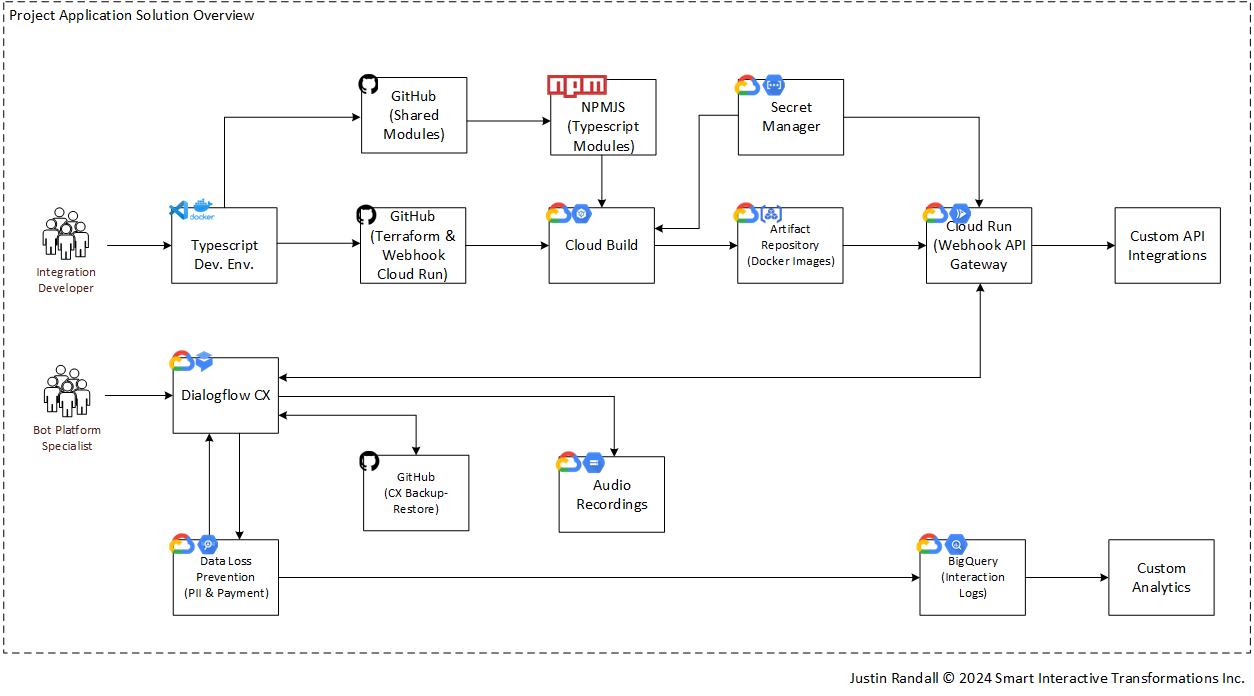 Project Application Solution Overview
GitHub
(Shared
Modules)
npm
NPMJS
(Typescript
Modules)
Secret
Manager
Integration
Developer
docker
Typescript
Dev. Env.
GitHub
(Terraform &
Webhook
Cloud Run)
Cloud Build
Artifact
Repository
(Docker Images)
Cloud Run
(Webhook API
Gateway
Custom API
Integrations
Bot Platform
Specialist
Dialogflow CX
GitHub
(CX Backup-
Restore)
Audio
Recordings
Data Loss
Prevention
(PII & Payment)
BigQuery
(Interaction
Logs)
Custom
Analytics
Justin Randall © 2024 Smart Interactive Transformations Inc.